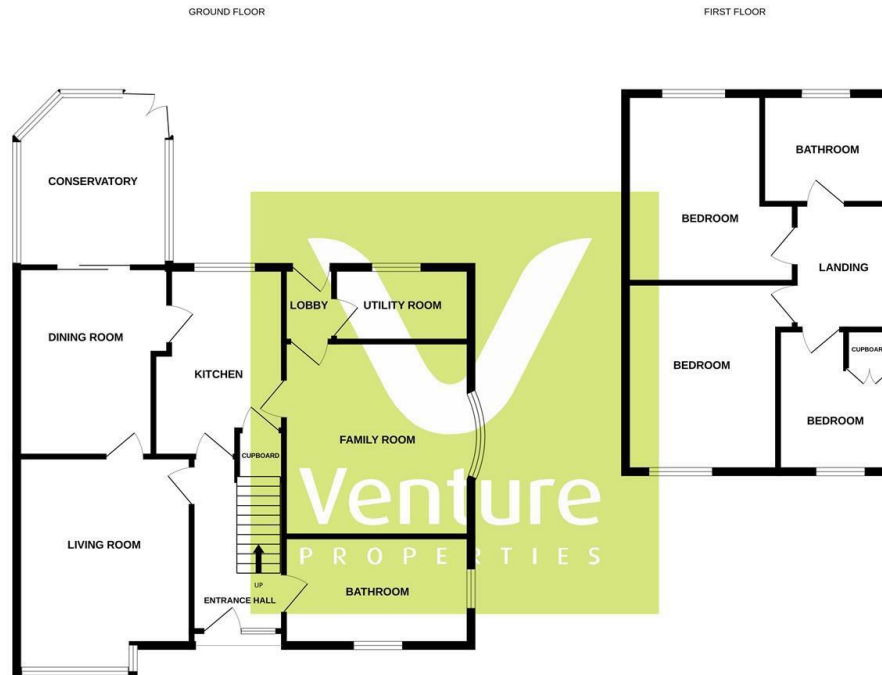 GROUND FLOOR
FIRST FLOOR
CONSERVATORY
DINING ROOM
KITCHEN
LOBBY
UTILITY ROOM
FAMILY ROOM
CUPBOARD
LIVING ROOM
UP
ENTRANCE HALL
BATHROOM
Venture
PROPERTIES
BEDROOM
BATHROOM
LANDING
BEDROOM
CUPBOAR
BEDROOM